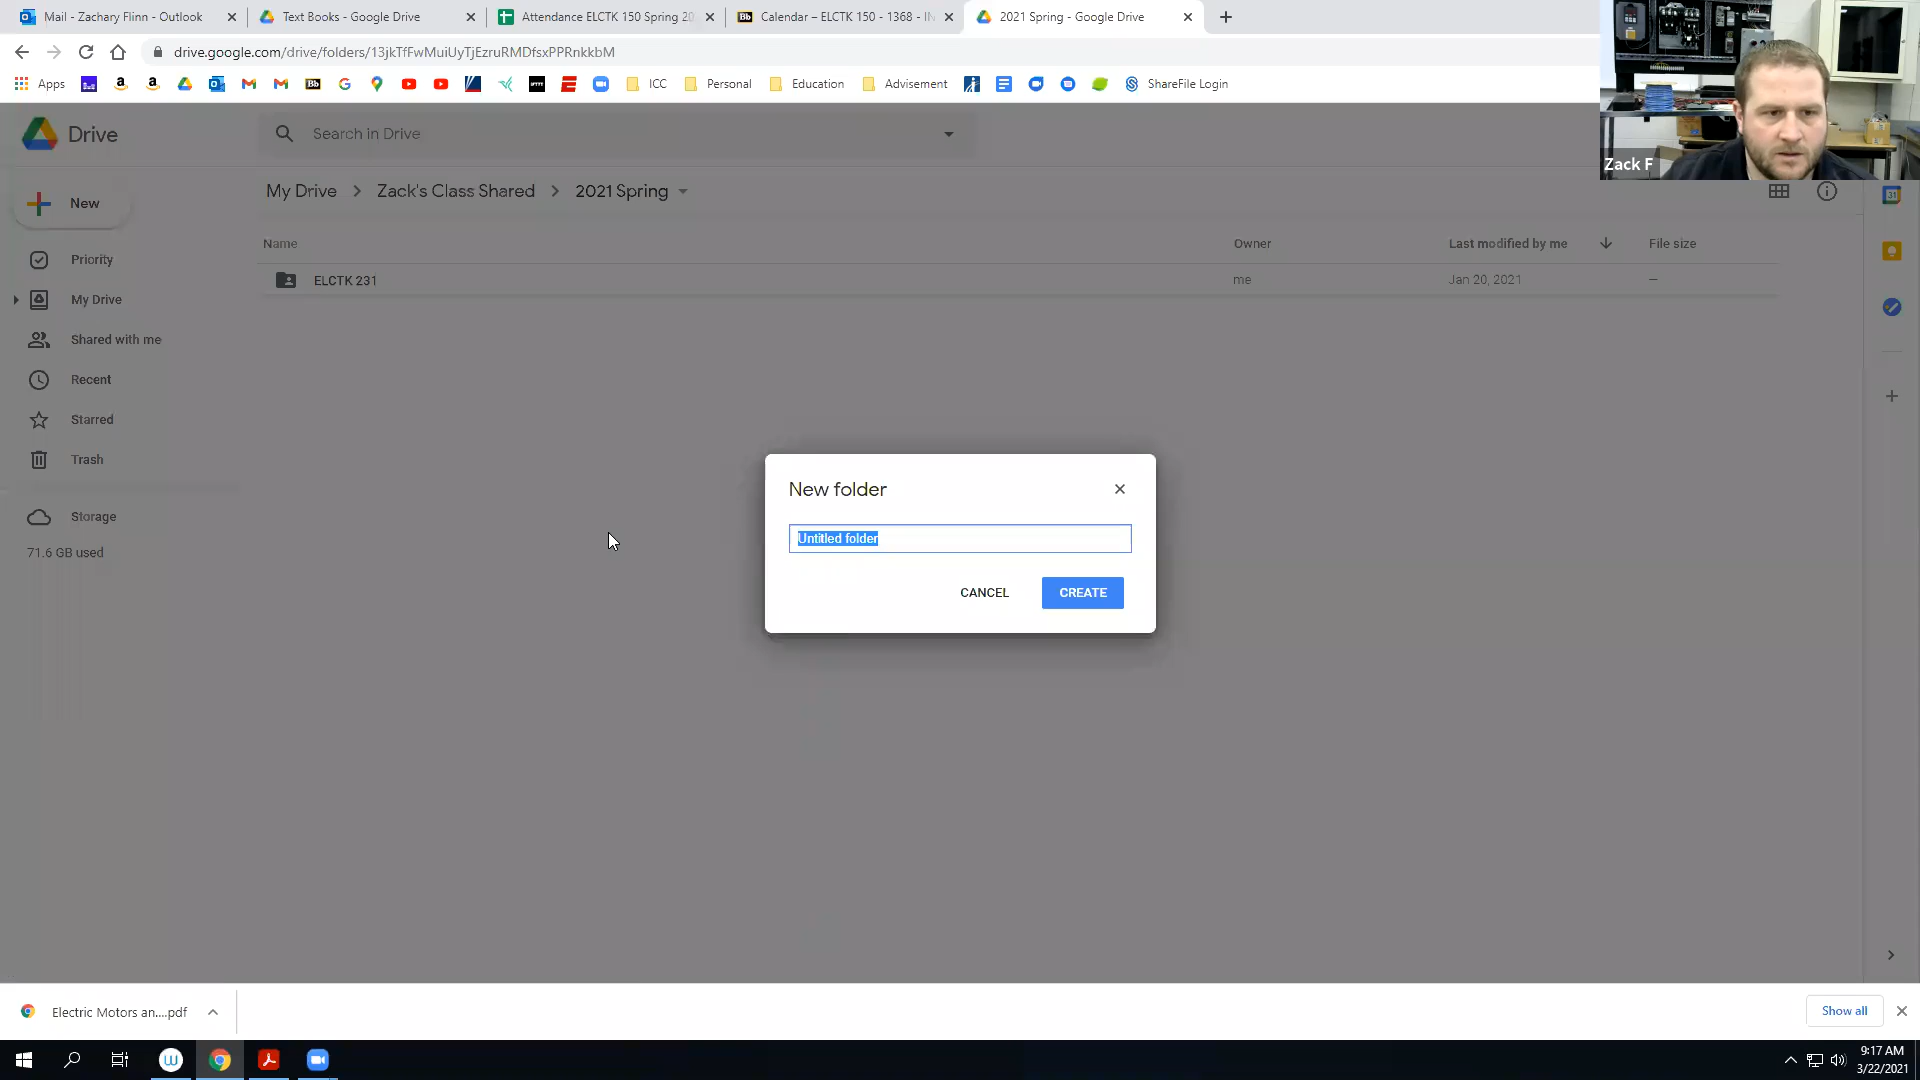 Mail - Zachary Flinn - Outlook
Text Books - Google Drive
Attendance ELCTK 150 Spring 20
Calendar – ELCTK 150 - 1368 - IN
2021 Spring - Google Drive
drive.google.com/drive/folders/13jkTfFwMuiUyTjEzruRMDfsxPPRnkkbM
Apps
ICC
Personal
Education
Advisement
ShareFile Login
Zack F
Drive
Search in Drive
New
My Drive
Zack's Class Shared
2021 Spring
Name
Owner
Last modified by me
File size
ELCTK 231
me
Jan 20, 2021
—
Priority
My Drive
Shared with me
Recent
Starred
Trash
Storage
71.6 GB used
New folder
Untitled folder
CANCEL
CREATE
Electric Motors an....pdf
Show all
9:17 AM
3/22/2021